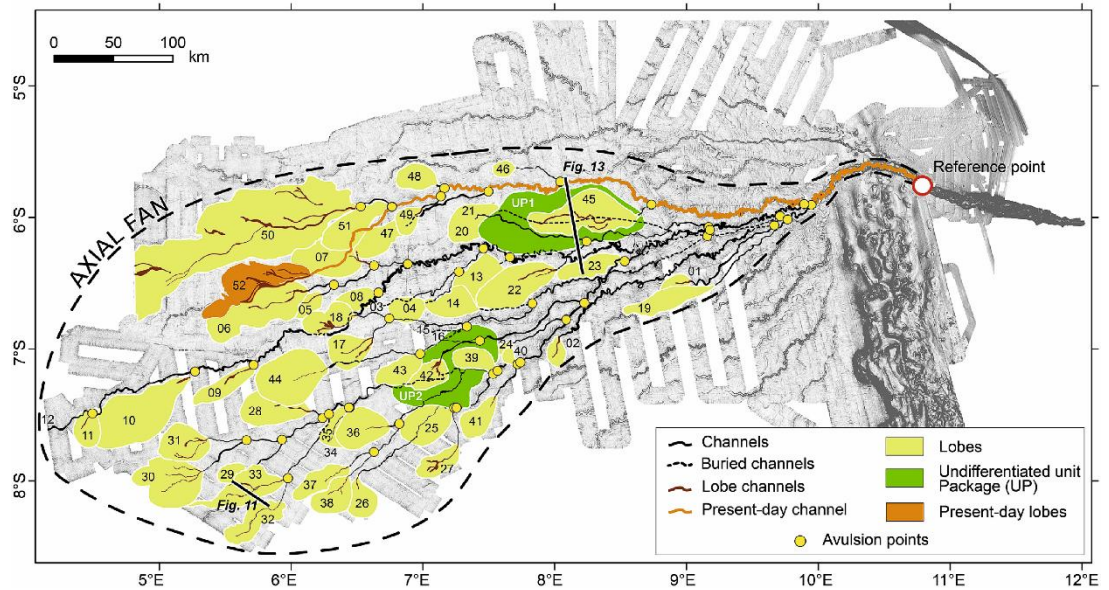 0 50 100
km
5°S
6°S
7°S
8°S
AXIAL FAN
Reference point
Fig. 13
Fig. 11
UP1
UP2
48
46
45
21
20
49
47
51
50
07
52
06
05
18
08
03
04
14
13
22
23
01
19
17
15
16
02
24
40
39
42
43
44
09
10
11
12
28
31
30
29
33
32
35
34
36
37
38
26
25
27
41
Channels
Buried channels
Lobe channels
Present-day channel
Lobes
Undifferentiated unit
Package (UP)
Present-day lobes
Avulsion points
5°E 6°E 7°E 8°E 9°E 10°E 11°E 12°E